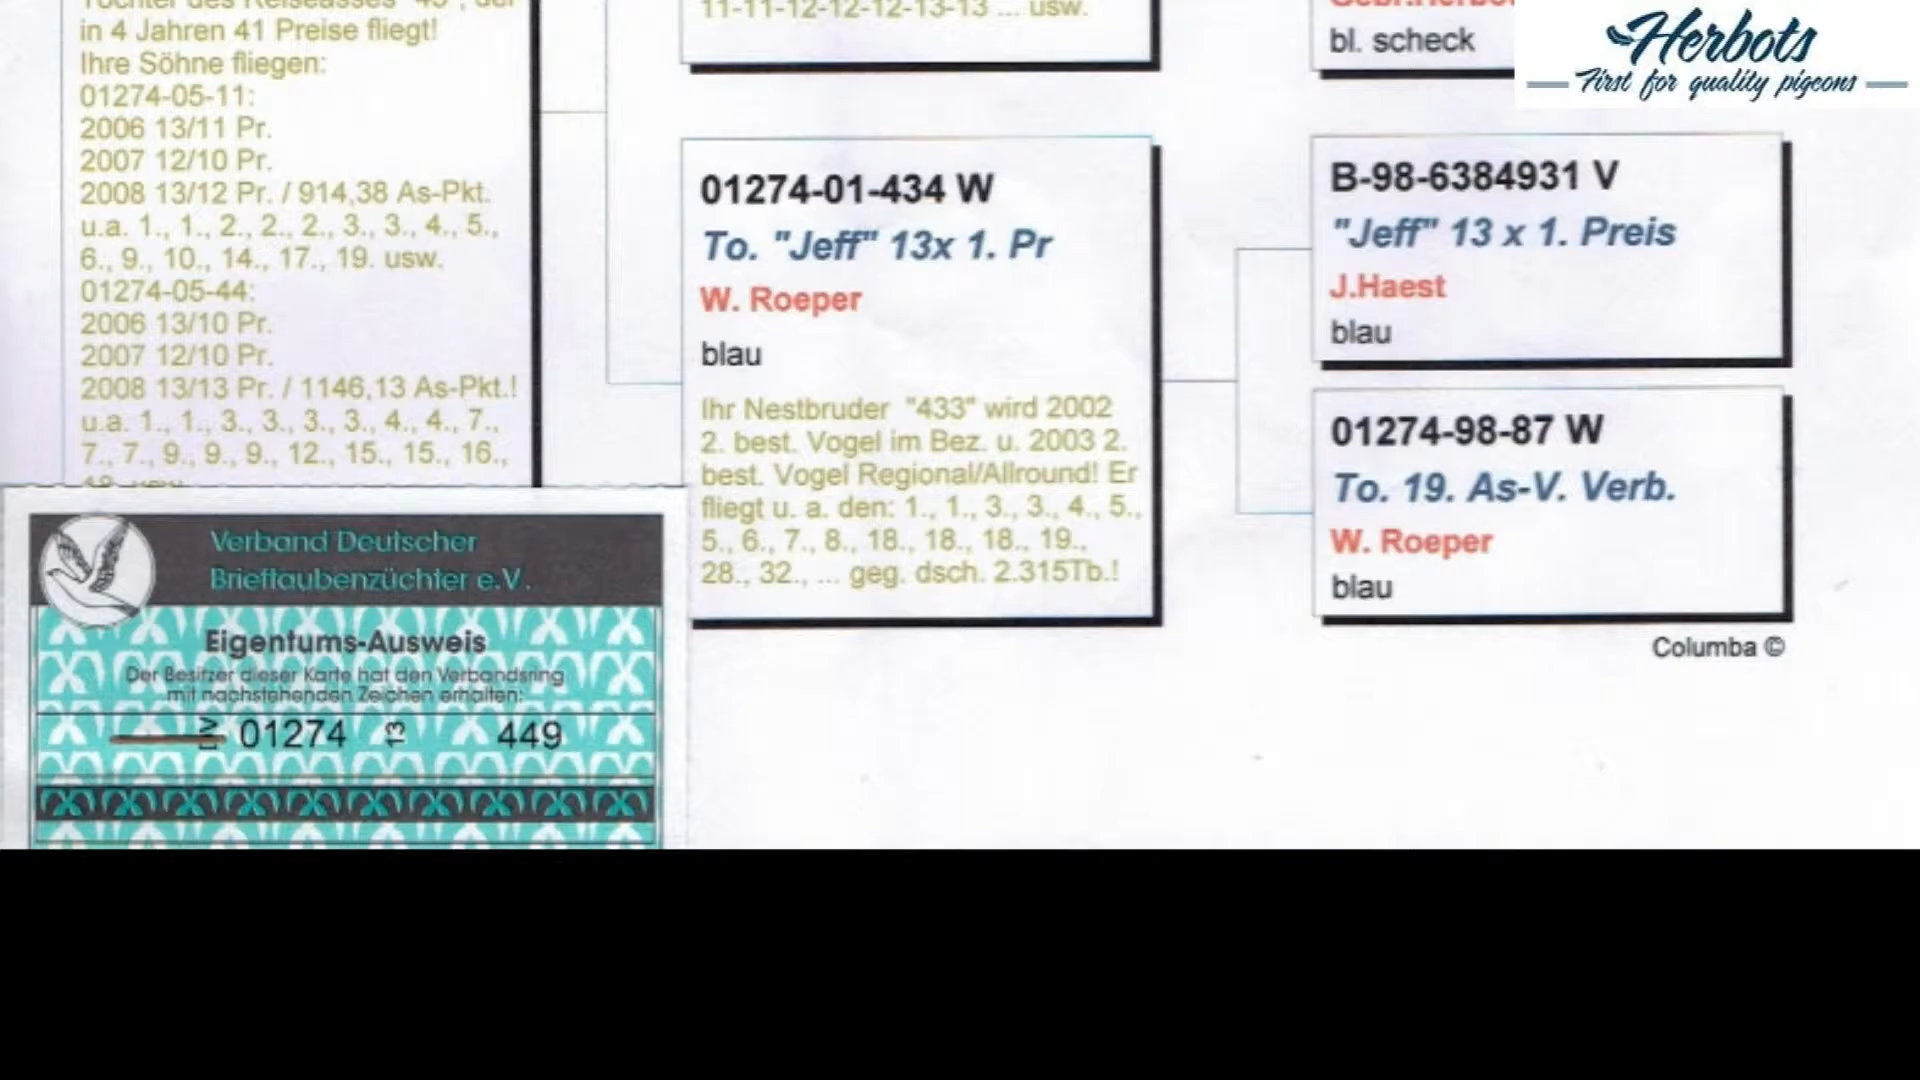 in 4 Jahren 41 Preise fliegt!
Ihre Söhne fliegen:
01274-05-11:
2006 13/11 Pr.
2007 12/10 Pr.
2008 13/12 Pr. / 914,38 As-Pkt.
u.a. 1., 1., 2., 2., 2., 3., 3., 4., 5.,
6., 9., 10., 14., 17., 19. usw.
01274-05-44:
2006 13/10 Pr.
2007 12/10 Pr.
2008 13/13 Pr. / 1146,13 As-Pkt.!
u.a. 1., 1., 3., 3., 3., 3., 4., 4., 7.,
7., 7., 9., 9., 9., 12., 15., 15., 16.,
11-11-12-12-12-13-13 ... usw.
01274-01-434 W
To. "Jeff" 13x 1. Pr
W. Roeper
blau
Ihr Nestbruder "433" wird 2002
2. best. Vogel im Bez. u. 2003 2.
best. Vogel Regional/Allround! Er
fliegt u. a. den: 1., 1., 3., 3., 4., 5.,
5., 6., 7., 8., 18., 18., 18., 19.,
28., 32., ... geg. dsch. 2.315Tb.!
bl. scheck
Herbots
First for quality pigeons
B-98-6384931 V
"Jeff" 13 x 1. Preis
J.Haest
blau
01274-98-87 W
To. 19. As-V. Verb.
W. Roeper
blau
Columba ©
Verband Deutscher
Brieftaubenzüchter e.V.
Eigentums-Ausweis
Der Besitzer dieser Karte hat den Verbandsring
mit nachstehenden Zeichen erhalten:
DV 01274 13 449